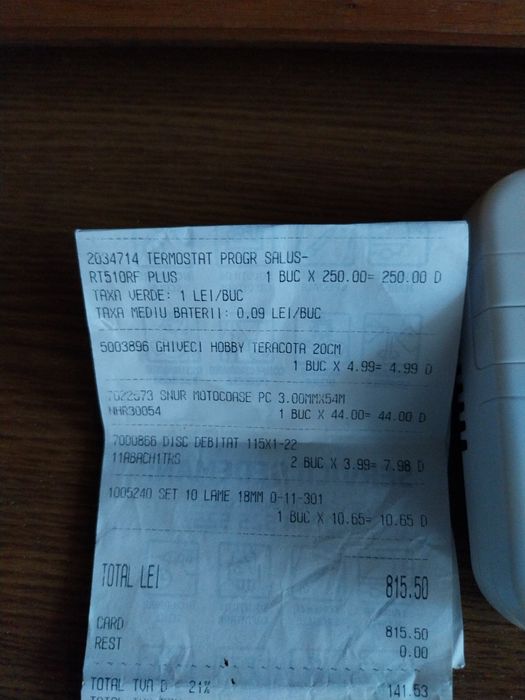 2034714 TERMOSTAT PROGR SALUS-
RT510RF PLUS 1 BUC X 250.00= 250.00 D
TAXA VERDE: 1 LEI/BUC
TAXA MEDIU BATERII: 0.09 LEI/BUC
5003896 GHIVECI HOBBY TERACOTA 20CM
1 BUC X 4.99= 4.99 D
7022573 SNUR MOTOCOASE PC 3.00MMX54M
NHR30054 1 BUC X 44.00= 44.00 D
7000866 DISC DEBITAT 115X1-22
11ABACH1TRS 2 BUC X 3.99= 7.98 D
1005240 SET 10 LAME 18MM 0-11-301
1 BUC X 10.65= 10.65 D
TOTAL LEI 815.50
CARD 815.50
REST 0.00
TOTAL TVA D - 21% 141.53